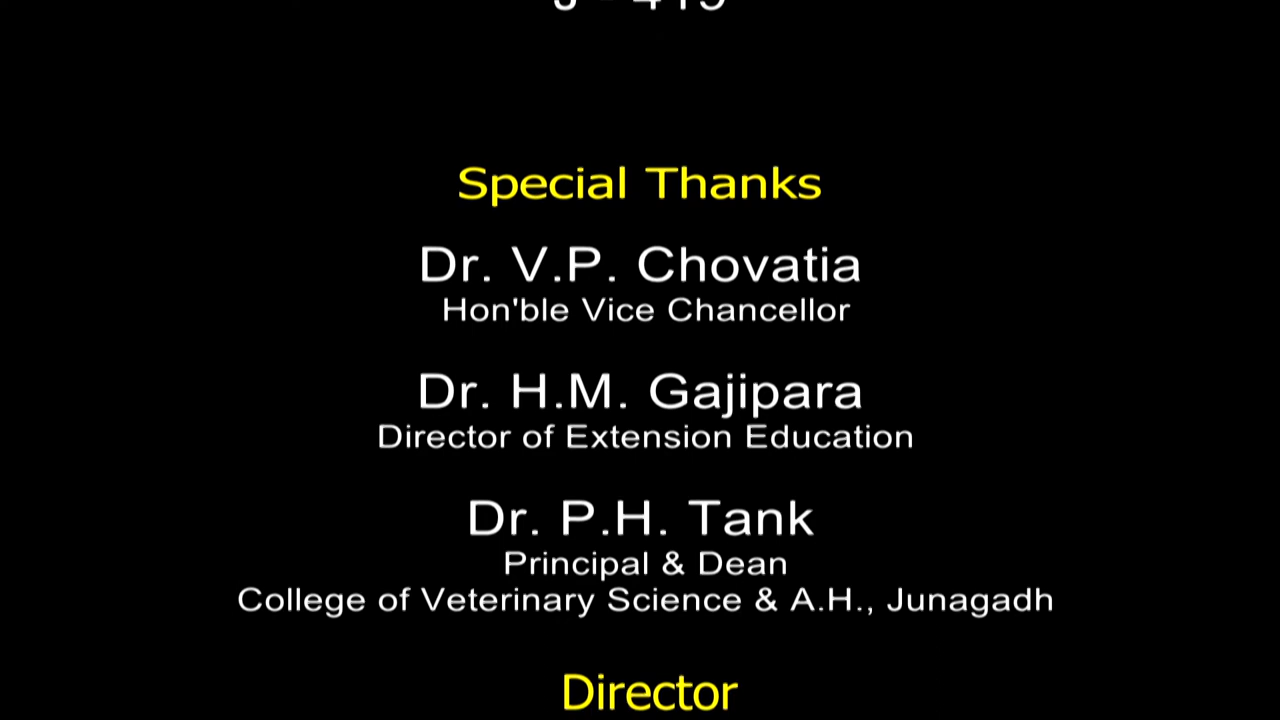 Special Thanks
Dr. V.P. Chovatia
Hon'ble Vice Chancellor
Dr. H.M. Gajipara
Director of Extension Education
Dr. P.H. Tank
Principal & Dean
College of Veterinary Science & A.H., Junagadh
Director